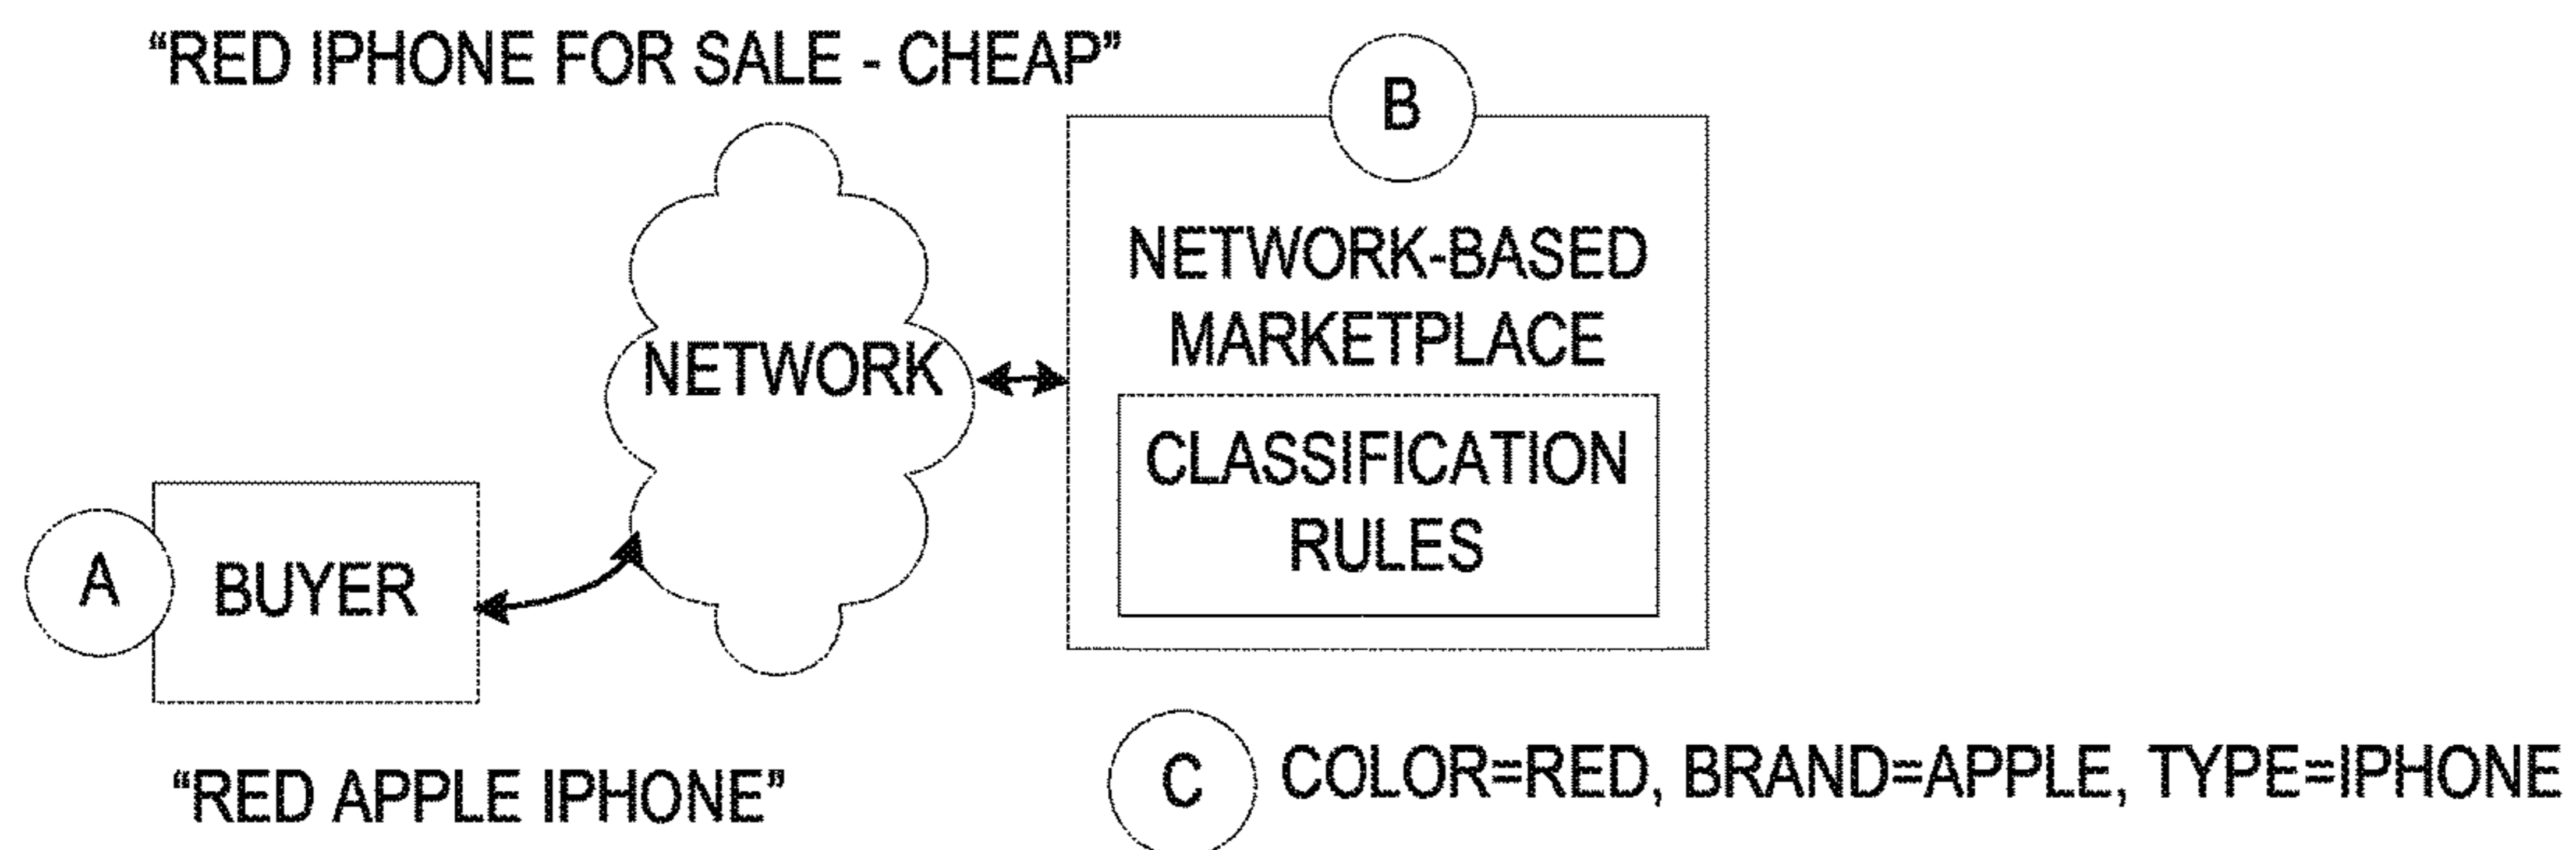 “RED IPHONE FOR SALE - CHEAP”
B
NETWORK-BASED
MARKETPLACE
NETWORK
CLASSIFICATION
RULES
A
BUYER
“RED APPLE IPHONE”
C
COLOR=RED, BRAND=APPLE, TYPE=IPHONE